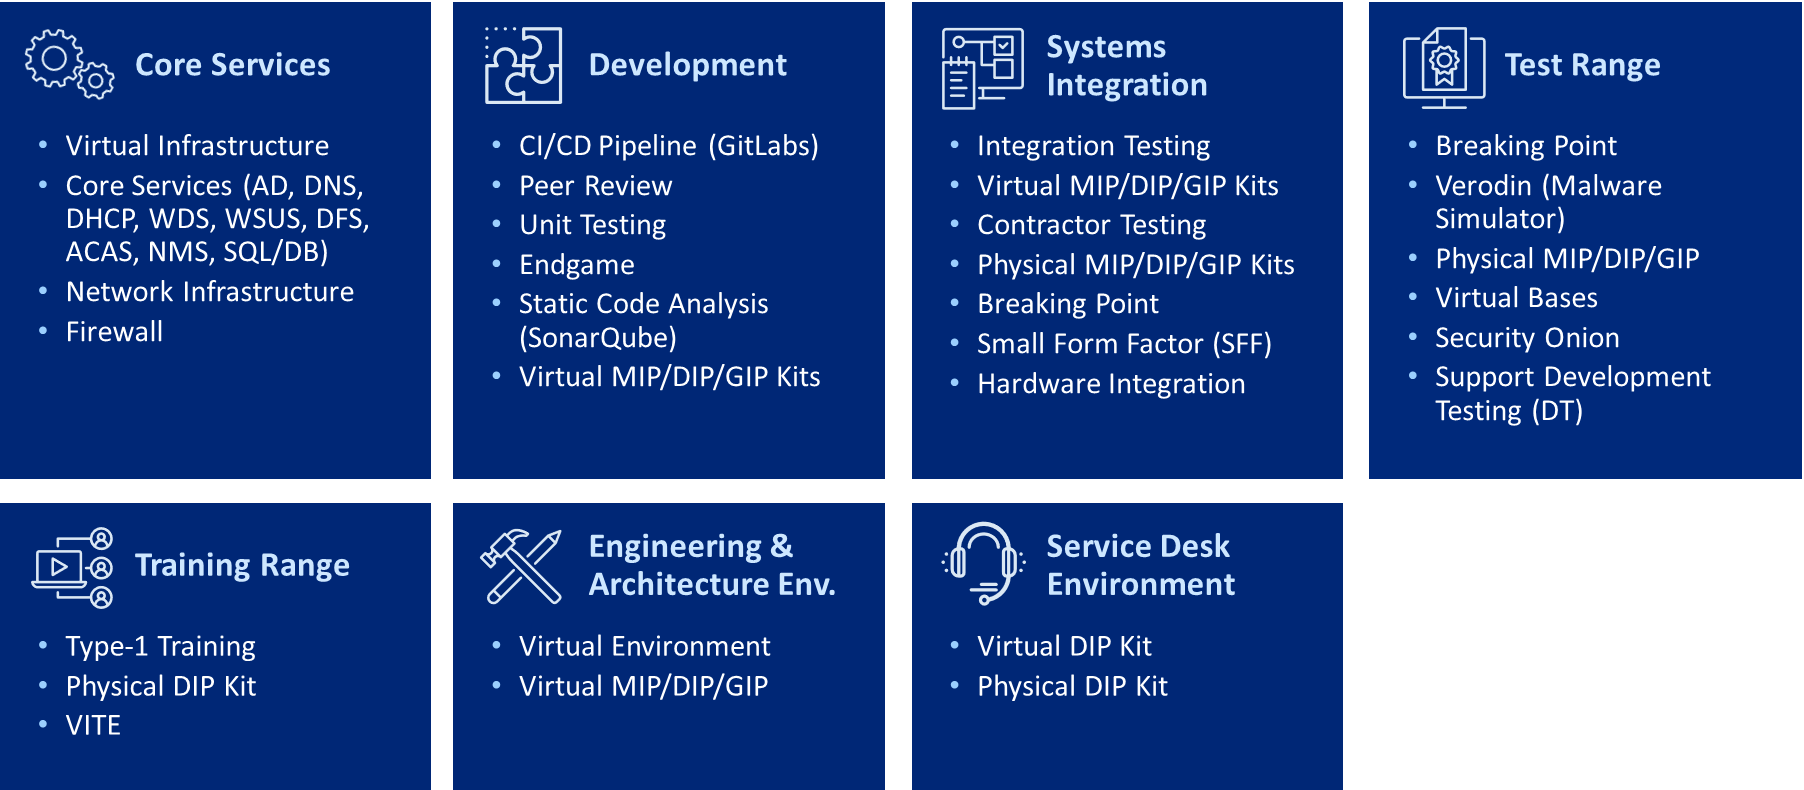 Core Services
• Virtual Infrastructure
• Core Services (AD, DNS,
DHCP, WDS, WSUS, DFS,
ACAS, NMS, SQL/DB)
• Network Infrastructure
• Firewall
Development
• CI/CD Pipeline (GitLabs)
• Peer Review
• Unit Testing
• Endgame
• Static Code Analysis
(SonarQube)
• Virtual MIP/DIP/GIP Kits
Systems
Integration
• Integration Testing
• Virtual MIP/DIP/GIP Kits
• Contractor Testing
• Physical MIP/DIP/GIP Kits
• Breaking Point
• Small Form Factor (SFF)
• Hardware Integration
Test Range
• Breaking Point
• Verodin (Malware
Simulator)
• Physical MIP/DIP/GIP
• Virtual Bases
• Security Onion
• Support Development
Testing (DT)
Training Range
• Type-1 Training
• Physical DIP Kit
• VITE
Engineering &
Architecture Env.
• Virtual Environment
• Virtual MIP/DIP/GIP
Service Desk
Environment
• Virtual DIP Kit
• Physical DIP Kit